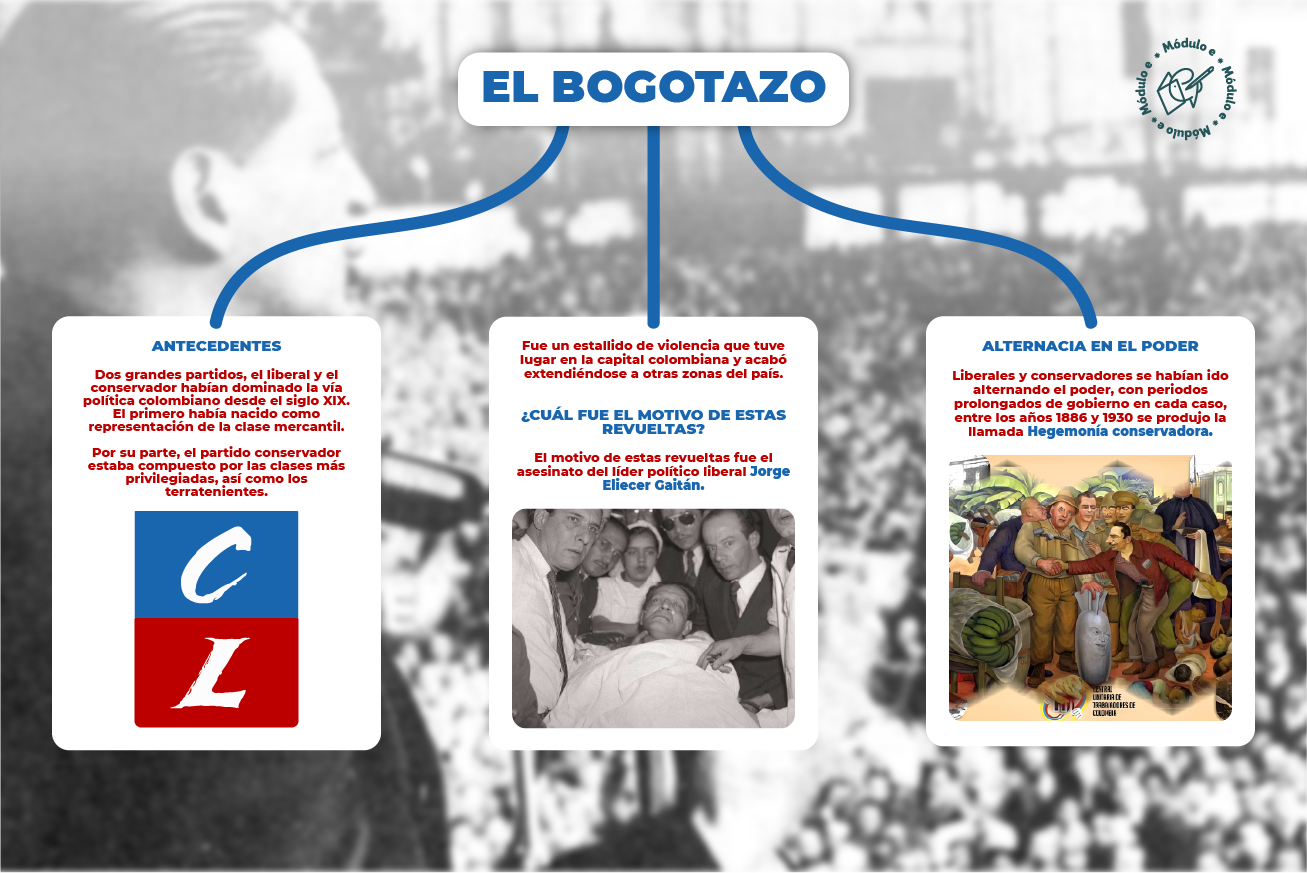 EL BOGOTAZO
Módulo e * Módulo e * Módulo e * Módulo e *
ANTECEDENTES
Dos grandes partidos, el liberal y el
conservador habían dominado la vía
política colombiano desde el siglo XIX.
El primero había nacido como
representación de la clase mercantil.
Por su parte, el partido conservador
estaba compuesto por las clases más
privilegiadas, así como los
terratenientes.
C
L
Fue un estallido de violencia que tuve
lugar en la capital colombiana y acabó
extendiéndose a otras zonas del país.
¿CUÁL FUE EL MOTIVO DE ESTAS
REVUELTAS?
El motivo de estas revueltas fue el
asesinato del líder político liberal Jorge
Eliecer Gaitán.
ALTERNACIA EN EL PODER
Liberales y conservadores se habían ido
alternando el poder, con periodos
prolongados de gobierno en cada caso,
entre los años 1886 y 1930 se produjo la
llamada Hegemonía conservadora.
CENTRAL
UNITARIA DE
TRABAJADORES DE
COLOMBIA